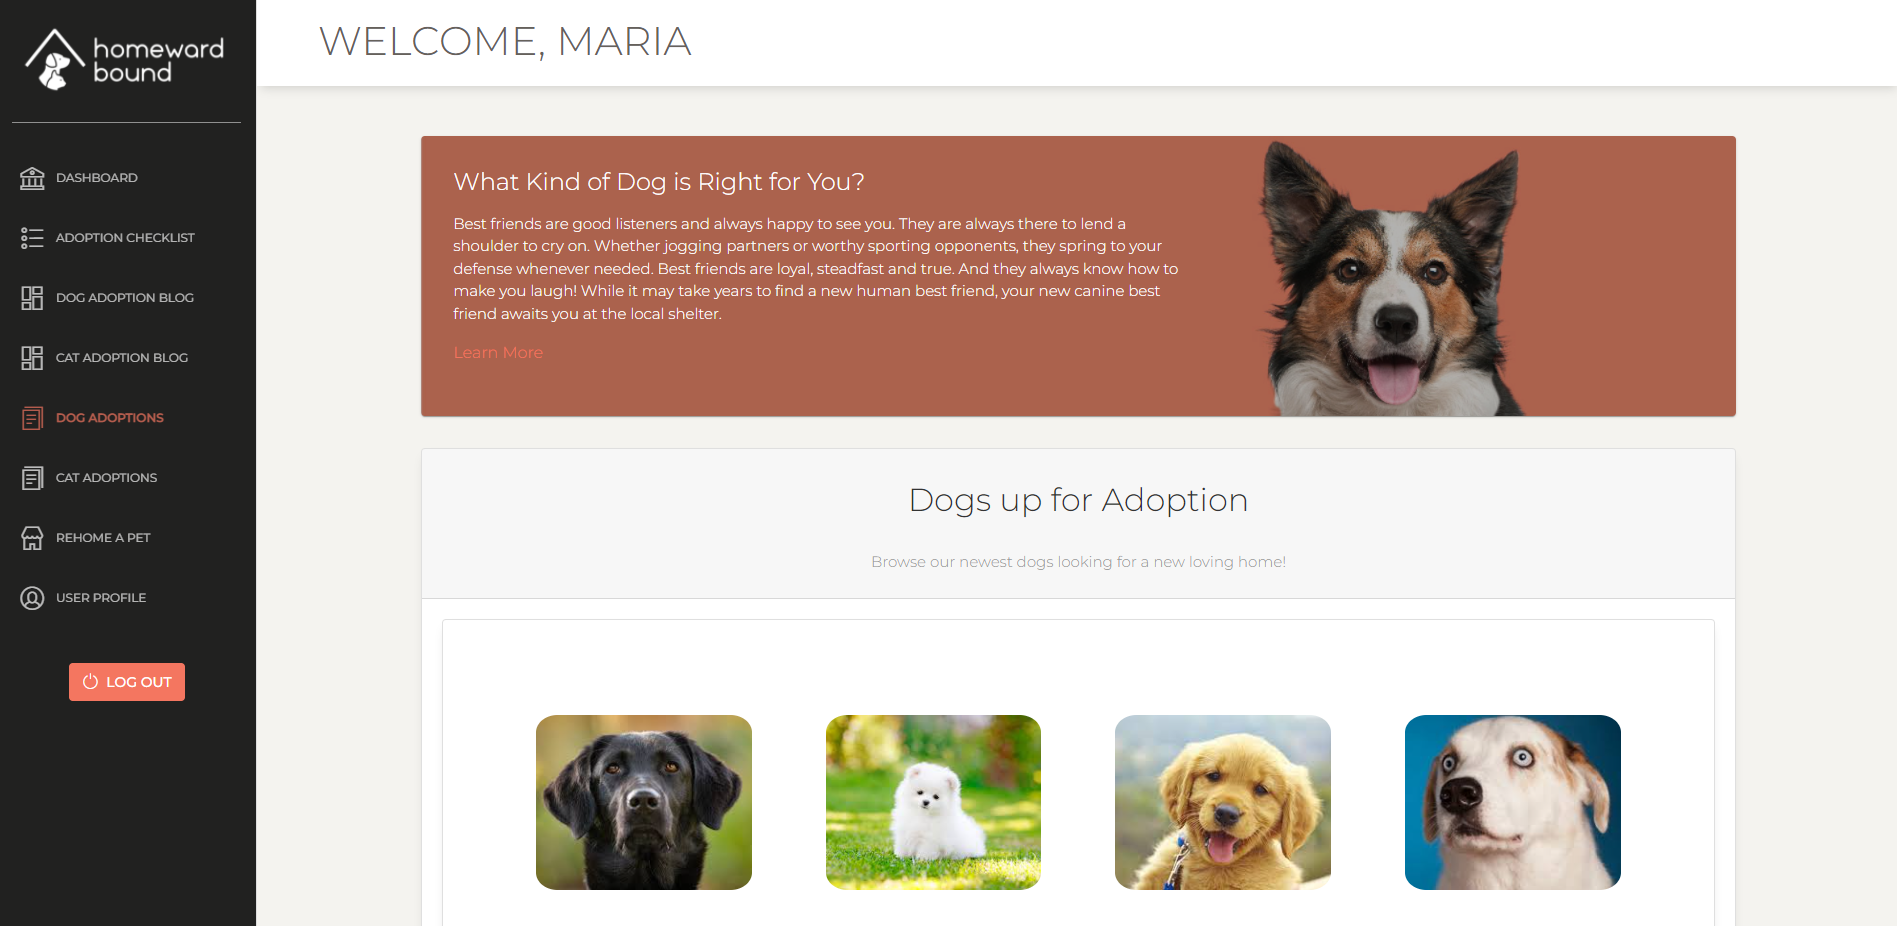 homeward
bound
WELCOME, MARIA
DASHBOARD
ADOPTION CHECKLIST
DOG ADOPTION BLOG
CAT ADOPTION BLOG
DOG ADOPTIONS
CAT ADOPTIONS
REHOME A PET
USER PROFILE
LOG OUT
What Kind of Dog is Right for You?
Best friends are good listeners and always happy to see you. They are always there to lend a
shoulder to cry on. Whether jogging partners or worthy sporting opponents, they spring to your
defense whenever needed. Best friends are loyal, steadfast and true. And they always know how to
make you laugh! While it may take years to find a new human best friend, your new canine best
friend awaits you at the local shelter.
Learn More
Dogs up for Adoption
Browse our newest dogs looking for a new loving home!